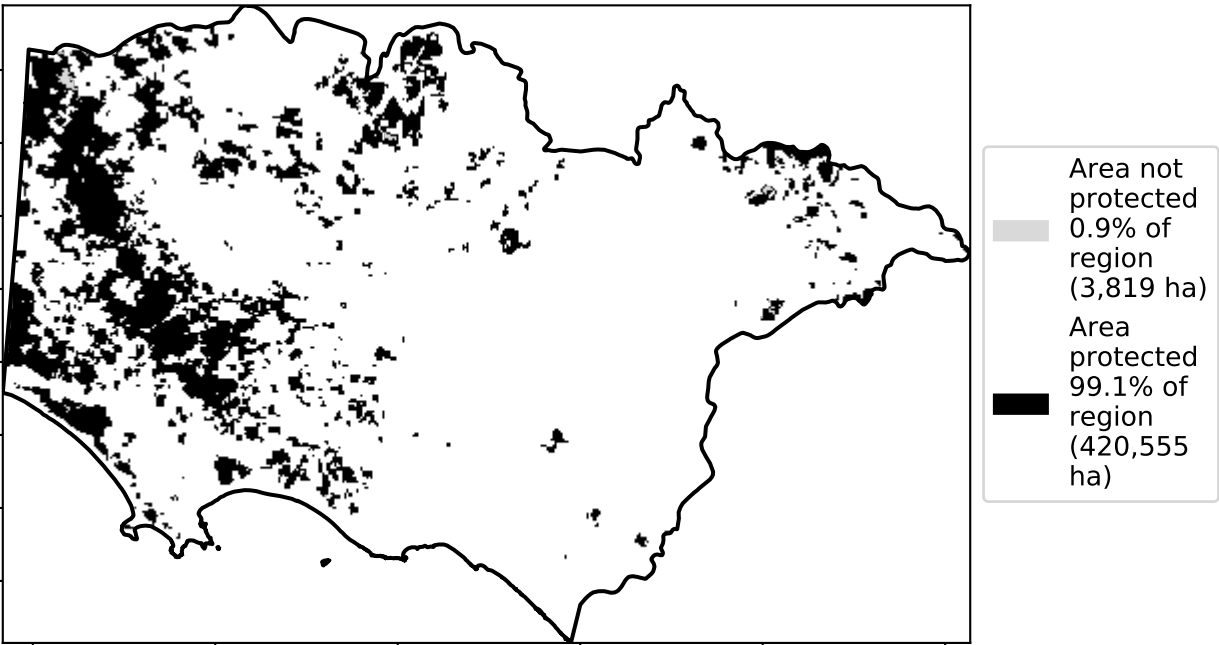 Area not
protected
0.9% of
region
(3,819 ha)
Area
protected
99.1% of
region
(420,555
ha)